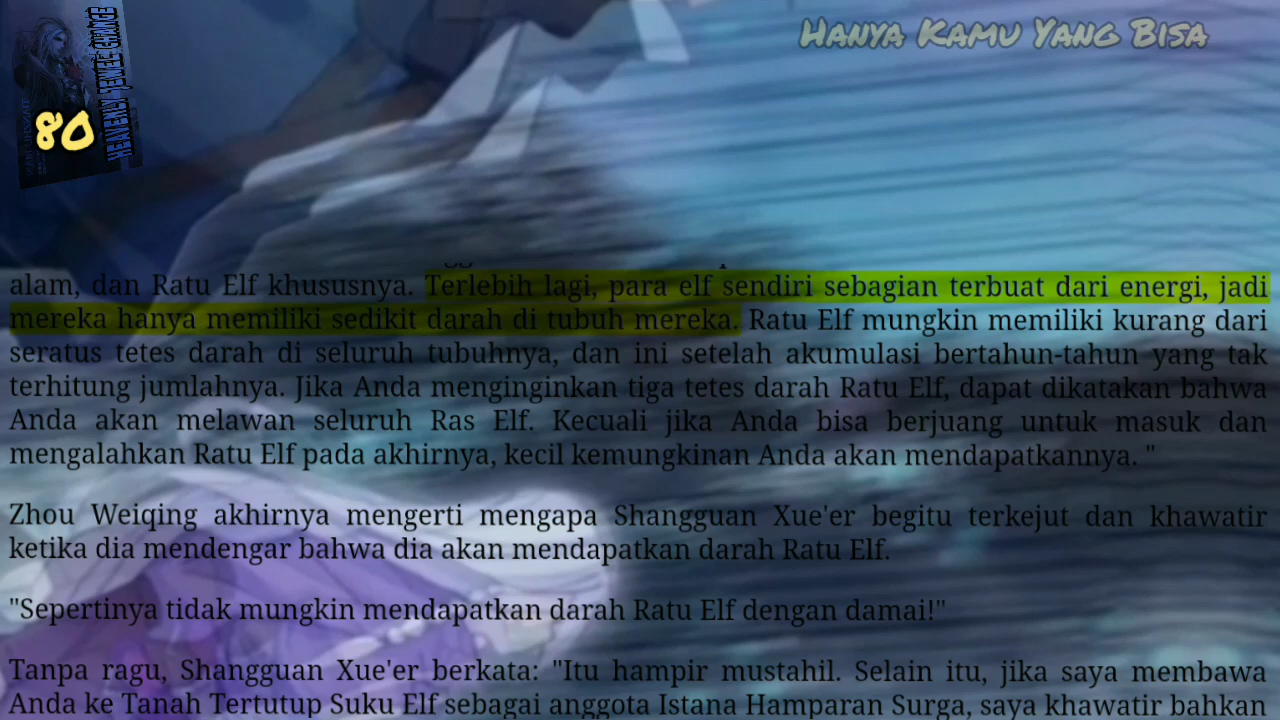 HEAVENLY JEWEL CHANGE
80
Hanya Kamu Yang Bisa
alam, dan Ratu Elf khususnya. Terlebih lagi, para elf sendiri sebagian terbuat dari energi, jadi
mereka hanya memiliki sedikit darah di tubuh mereka. Ratu Elf mungkin memiliki kurang dari
seratus tetes darah di seluruh tubuhnya, dan ini setelah akumulasi bertahun-tahun yang tak
terhitung jumlahnya. Jika Anda menginginkan tiga tetes darah Ratu Elf, dapat dikatakan bahwa
Anda akan melawan seluruh Ras Elf. Kecuali jika Anda bisa berjuang untuk masuk dan
mengalahkan Ratu Elf pada akhirnya, kecil kemungkinan Anda akan mendapatkannya. "
Zhou Weiqing akhirnya mengerti mengapa Shangguan Xue'er begitu terkejut dan khawatir
ketika dia mendengar bahwa dia akan mendapatkan darah Ratu Elf.
"Sepertinya tidak mungkin mendapatkan darah Ratu Elf dengan damai!"
Tanpa ragu, Shangguan Xue'er berkata: "Itu hampir mustahil. Selain itu, jika saya membawa
Anda ke Tanah Tertutup Suku Elf sebagai anggota Istana Hamparan Surga, saya khawatir bahkan